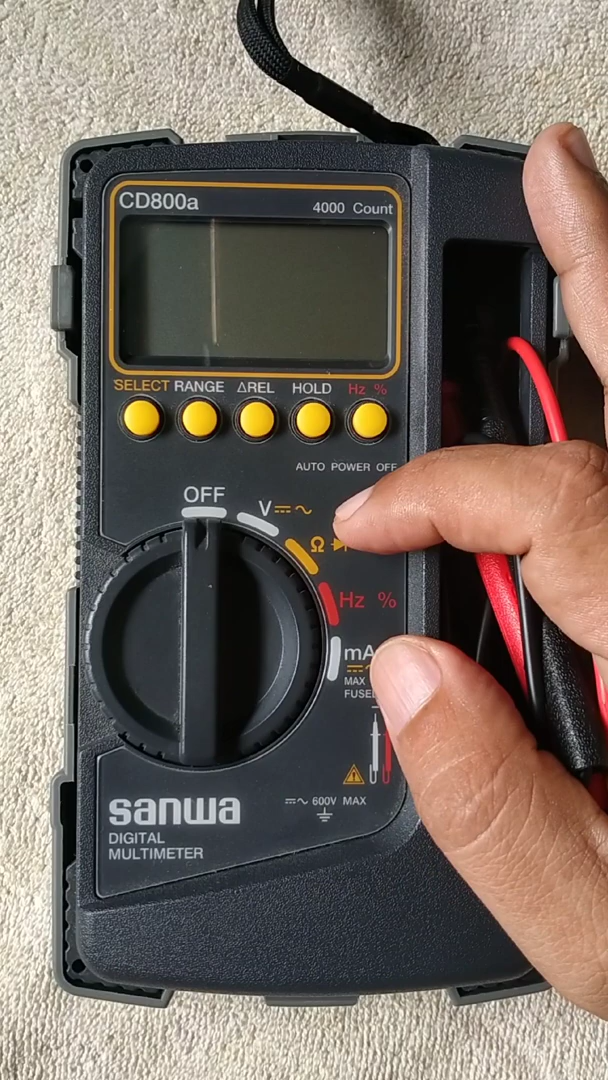 CD800a
4000 Count
SELECT RANGE ΔREL HOLD Hz %
AUTO POWER OFF
OFF
V
Ω
Hz %
mA
MAX
sanwa
DIGITAL
MULTIMETER
600V MAX